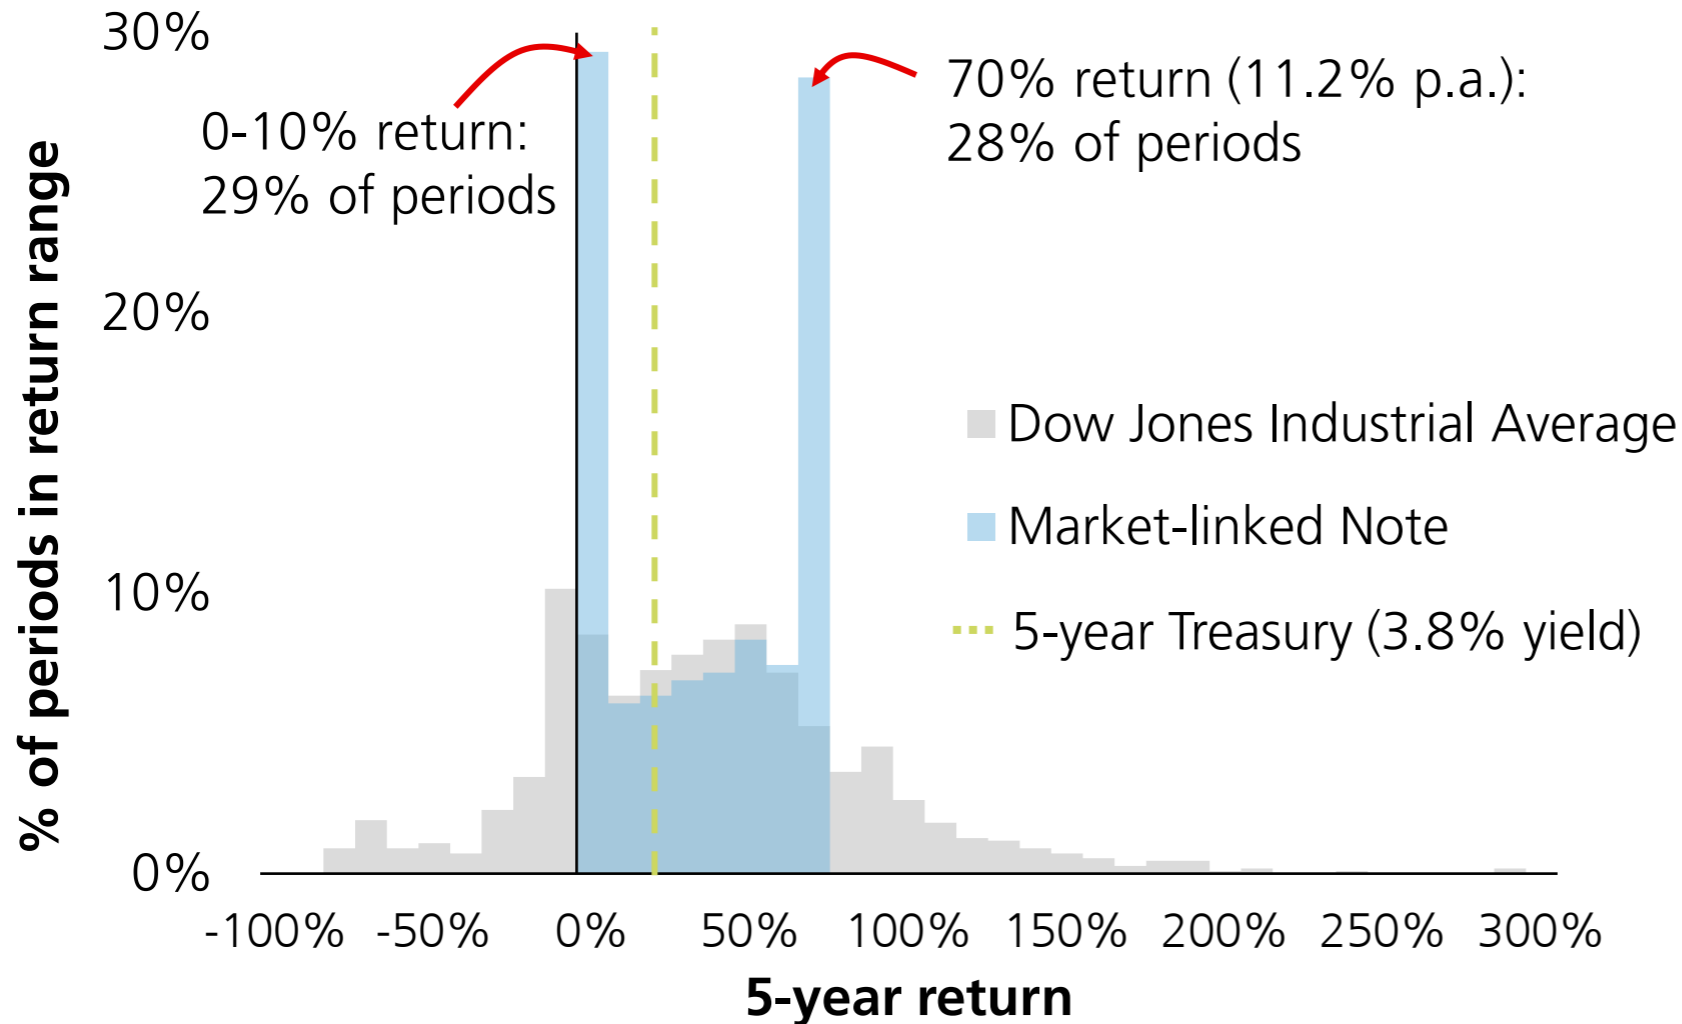 30%
20%
10%
0%
% of periods in return range
0-10% return:
29% of periods
70% return (11.2% p.a.):
28% of periods
Dow Jones Industrial Average
Market-linked Note
5-year Treasury (3.8% yield)
-100% -50% 0% 50% 100% 150% 200% 250% 300%
5-year return